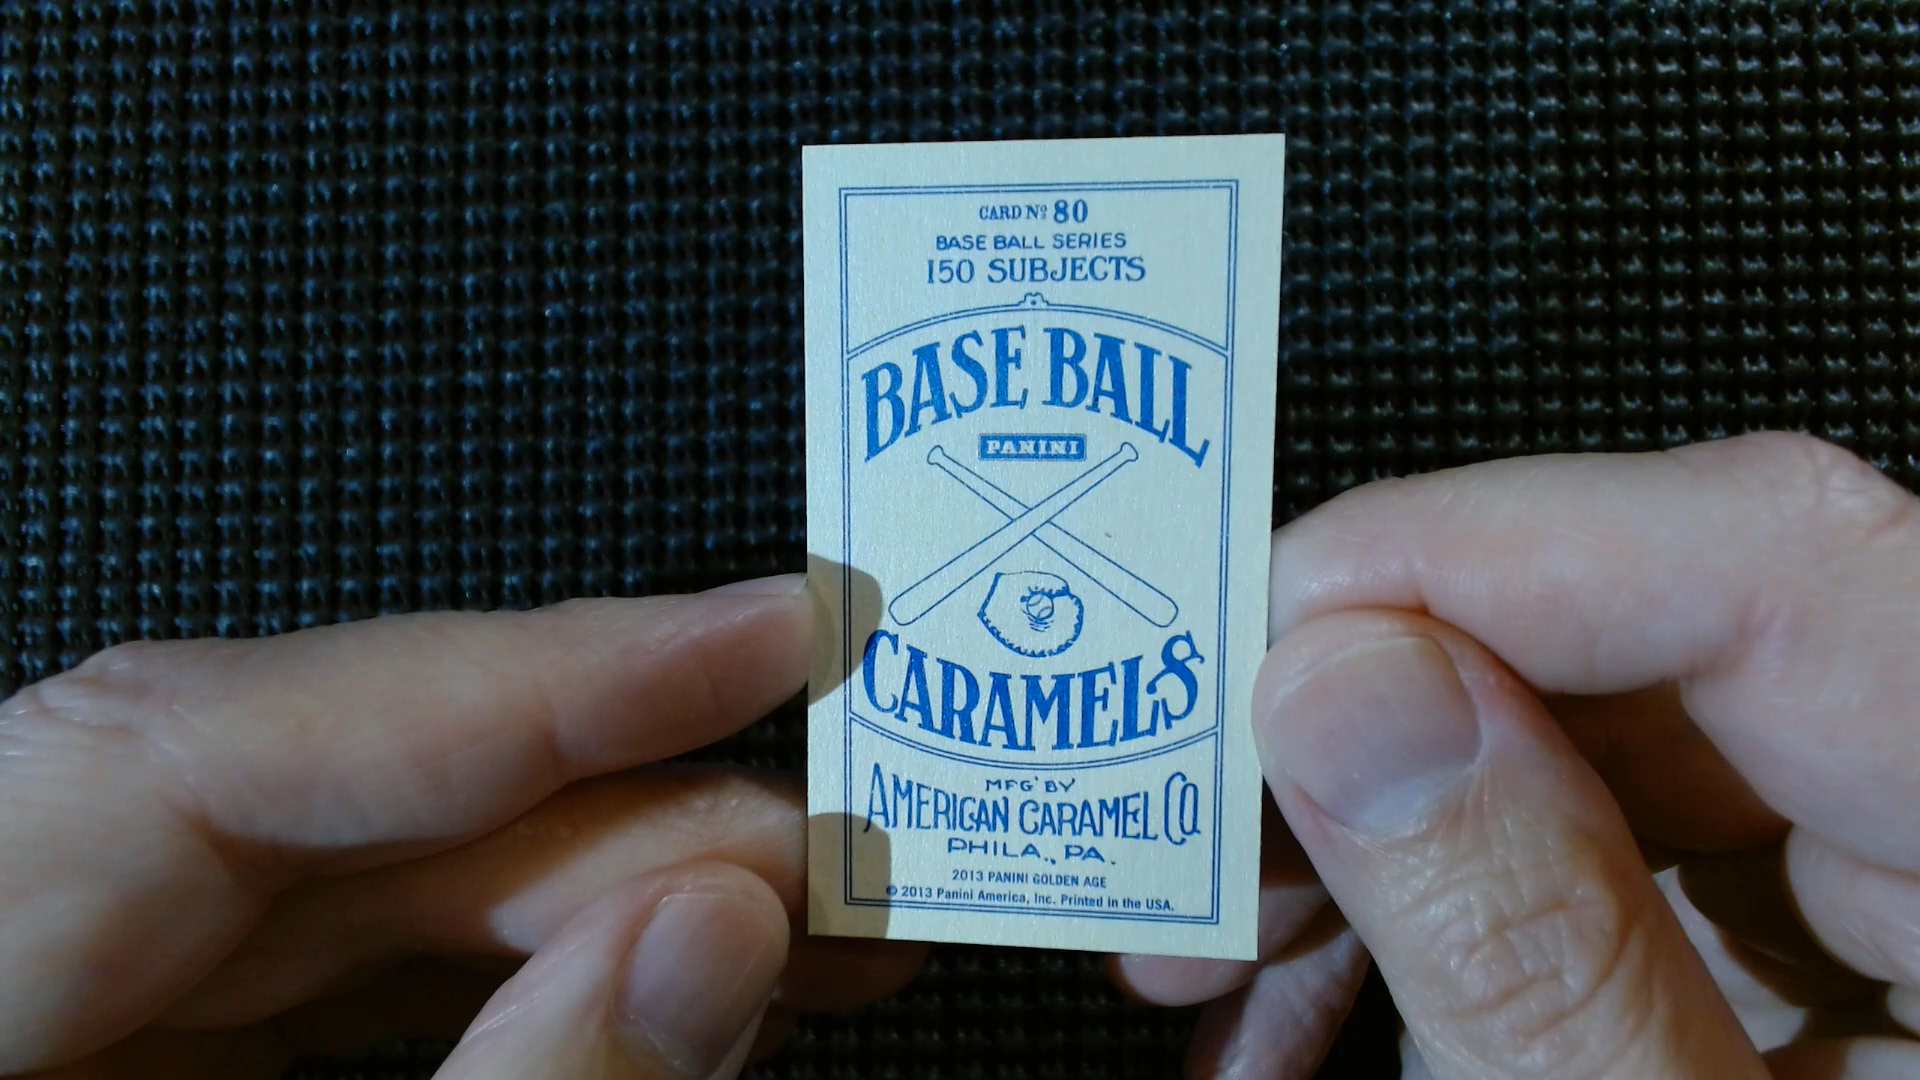 CARD Nº 80
BASE BALL SERIES
150 SUBJECTS
BASE BALL
PANINI
CARAMELS
MFG' BY
AMERICAN CARAMEL CO
PHILA., PA.
2013 PANINI GOLDEN AGE
© 2013 Panini America, Inc. Printed in the USA.